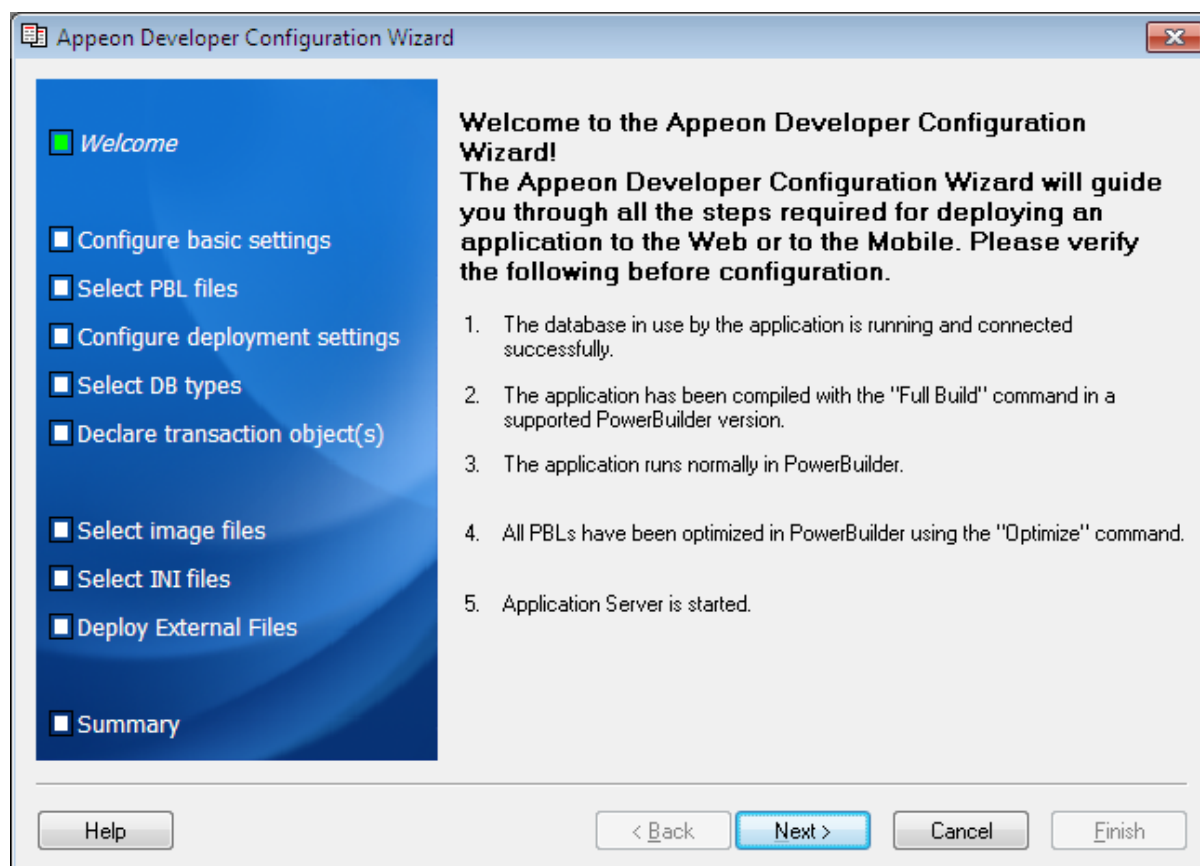 Appeon Developer Configuration Wizard
Welcome
Configure basic settings
Select PBL files
Configure deployment settings
Select DB types
Declare transaction object(s)
Select image files
Select INI files
Deploy External Files
Summary
Welcome to the Appeon Developer Configuration
Wizard!
The Appeon Developer Configuration Wizard will guide
you through all the steps required for deploying an
application to the Web or to the Mobile. Please verify
the following before configuration.
1. The database in use by the application is running and connected
successfully.
2. The application has been compiled with the "Full Build" command in a
supported PowerBuilder version.
3. The application runs normally in PowerBuilder.
4. All PBLs have been optimized in PowerBuilder using the "Optimize" command.
5. Application Server is started.
Help
< Back
Next >
Cancel
Finish